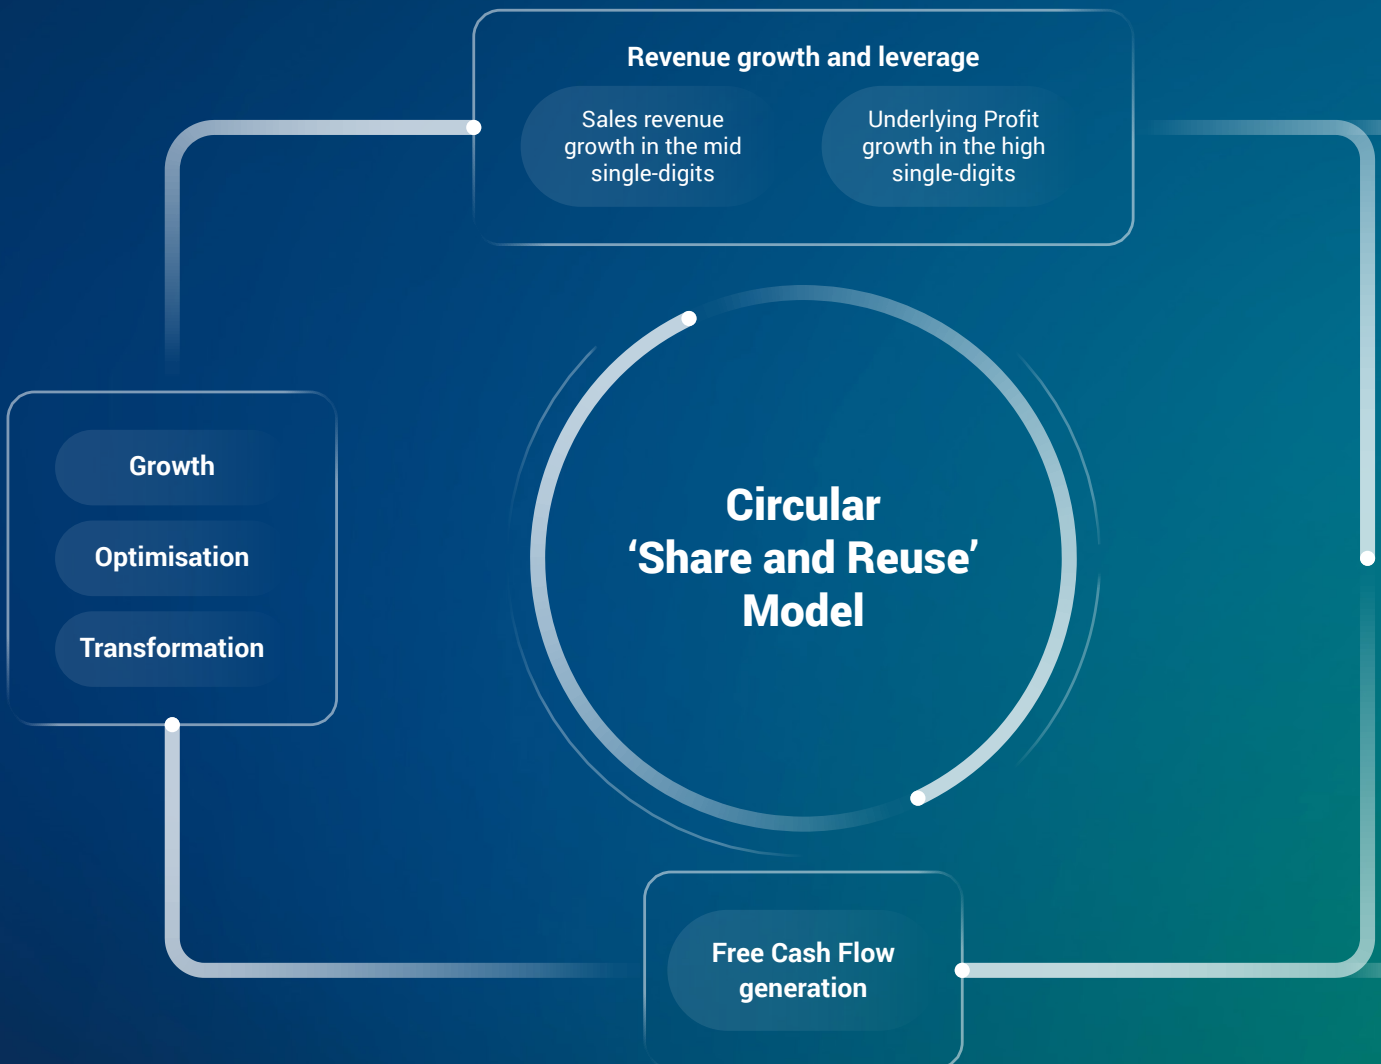 Revenue growth and leverage
Sales revenue
growth in the mid
single-digits
Underlying Profit
growth in the high
single-digits
Growth
Optimisation
Transformation
Circular
‘Share and Reuse’
Model
Free Cash Flow
generation